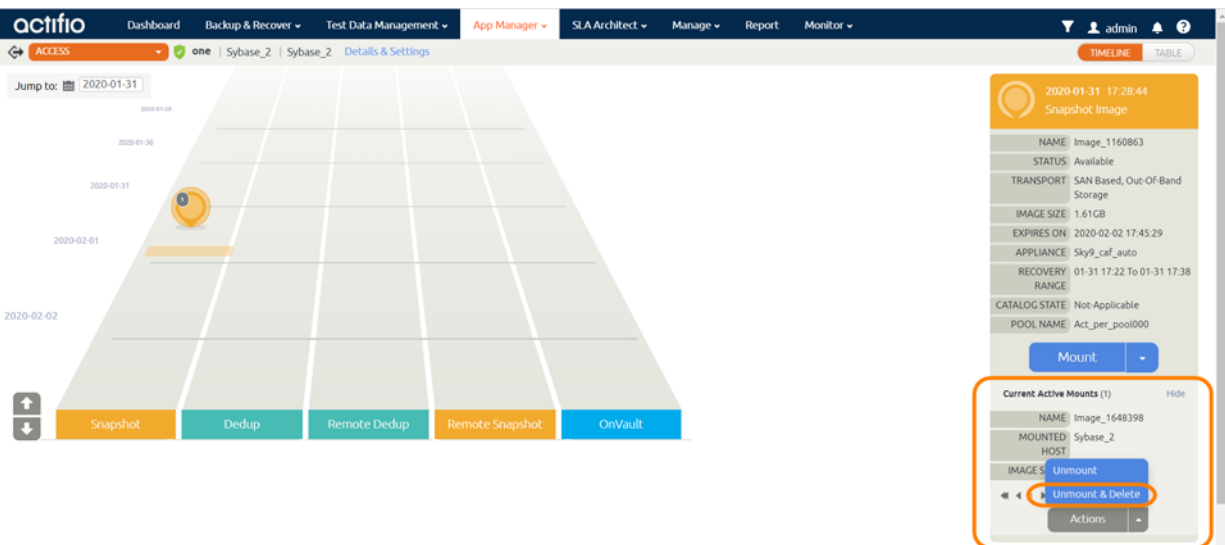 actifio
Dashboard
Backup & Recover
Test Data Management
App Manager
SLA Architect
Manage
Report
Monitor
admin
ACCESS
one | Sybase_2 | Sybase_2 Details & Settings
TIMELINE TABLE
Jump to: 2020-01-31
2020-01-29
2020-01-30
2020-01-31
1
2020-02-01
2020-02-02
Snapshot
Dedup
Remote Dedup
Remote Snapshot
OnVault
2020-01-31 17:28:44
Snapshot Image
NAME Image_1160863
STATUS Available
TRANSPORT SAN Based, Out-Of-Band
Storage
IMAGE SIZE 1.61GB
EXPIRES ON 2020-02-02 17:45:29
APPLIANCE Sky9_caf_auto
RECOVERY 01-31 17:22 To 01-31 17:38
RANGE
CATALOG STATE Not-Applicable
POOL NAME Act_per_pool000
Mount
Current Active Mounts (1) Hide
NAME Image_1648398
MOUNTED Sybase_2
HOST
IMAGE S
Unmount
Unmount & Delete
Actions